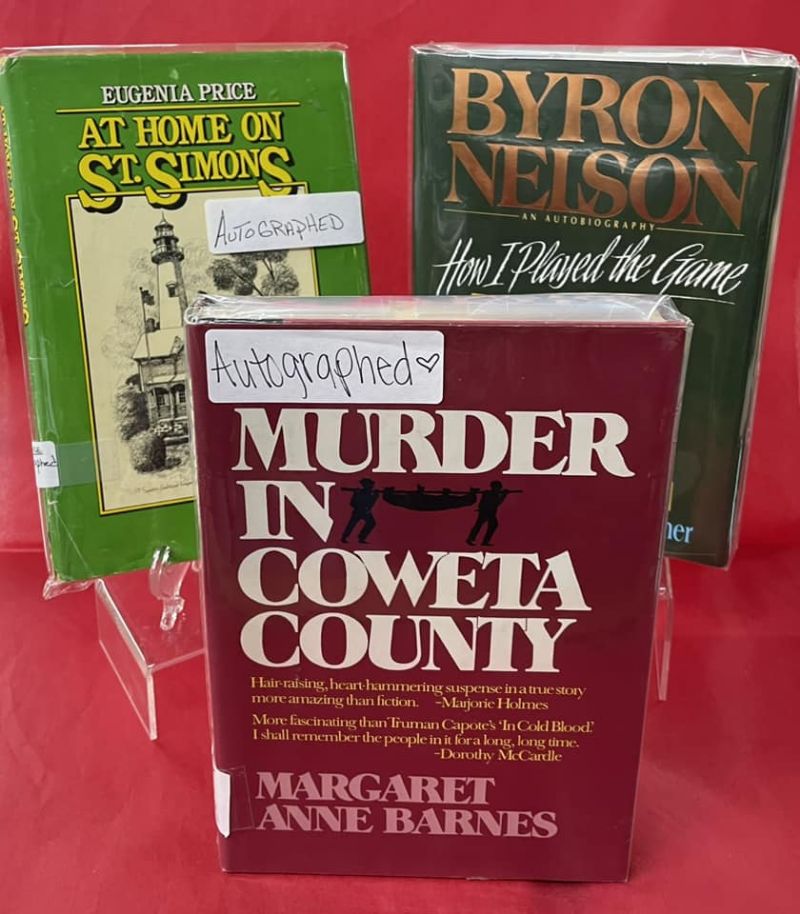 EUGENIA PRICE
AT HOME ON
ST. SIMONS
AUTOGRAPHED
BYRON
NELSON
AN AUTOBIOGRAPHY
How I Played the Game
Autographed♡
MURDER
IN
COWETA
COUNTY
Hair-raising, heart-hammering suspense in a true story
more amazing than fiction. -Marjorie Holmes
More fascinating than Truman Capote's 'In Cold Blood.'
I shall remember the people in it for a long, long time.
-Dorothy McCardle
MARGARET
ANNE BARNES